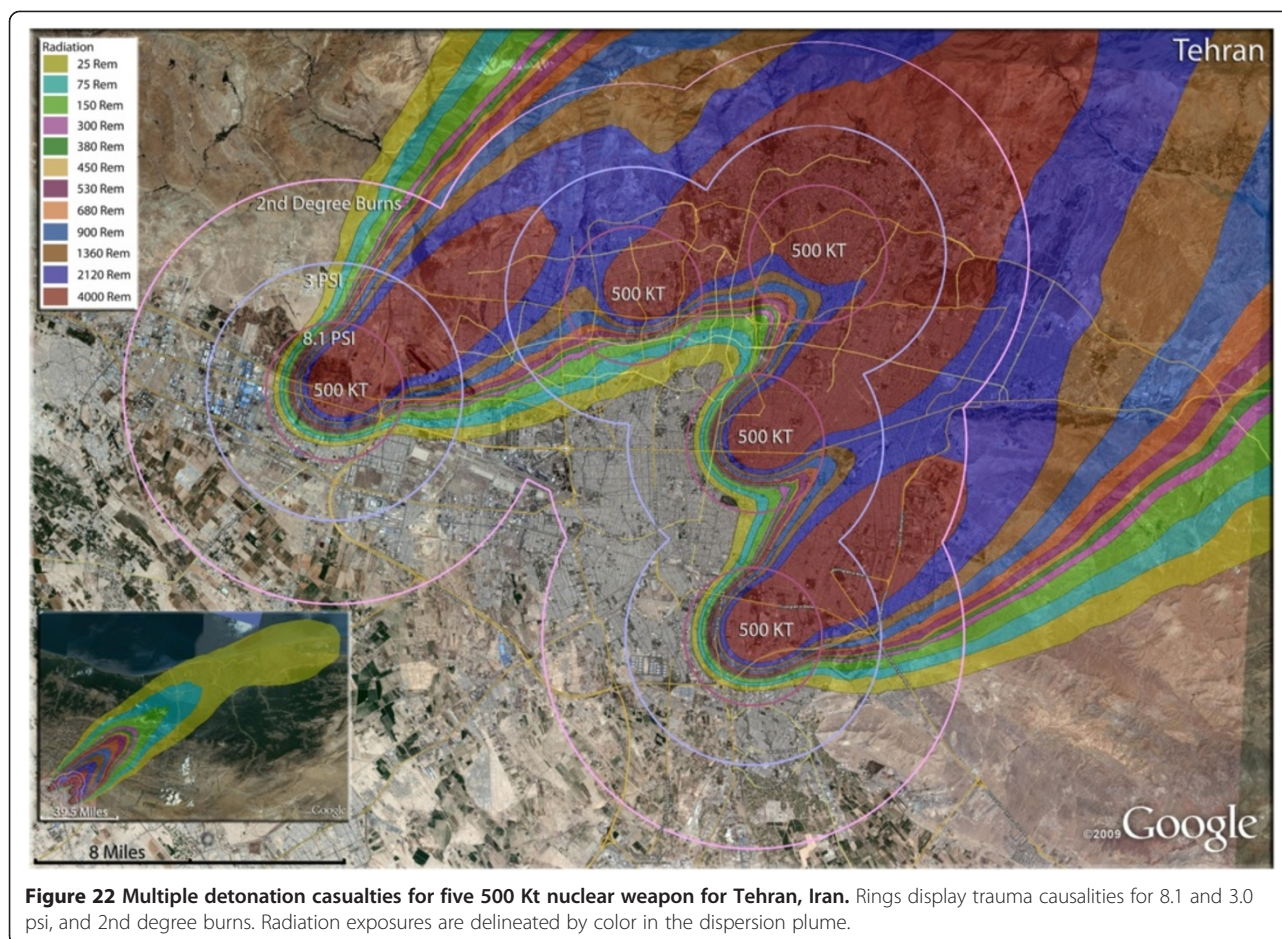 Radiation
25 Rem
75 Rem
150 Rem
300 Rem
380 Rem
450 Rem
530 Rem
680 Rem
900 Rem
1360 Rem
2120 Rem
4000 Rem
Tehran
2nd Degree Burns
3 PSI
8.1 PSI
500 KT
500 KT
500 KT
500 KT
500 KT
39.5 Miles
Google
8 Miles
©2009 Google
Figure 22 Multiple detonation casualties for five 500 Kt nuclear weapon for Tehran, Iran. Rings display trauma causalities for 8.1 and 3.0
psi, and 2nd degree burns. Radiation exposures are delineated by color in the dispersion plume.